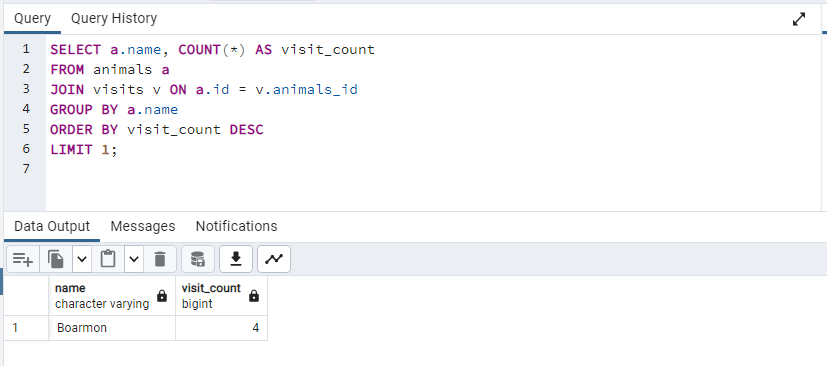 Query Query History
1 SELECT a.name, COUNT(*) AS visit_count
2 FROM animals a
3 JOIN visits v ON a.id = v.animals_id
4 GROUP BY a.name
5 ORDER BY visit_count DESC
6 LIMIT 1;
7
Data Output Messages Notifications
name visit_count
character varying bigint
1 Boarmon 4